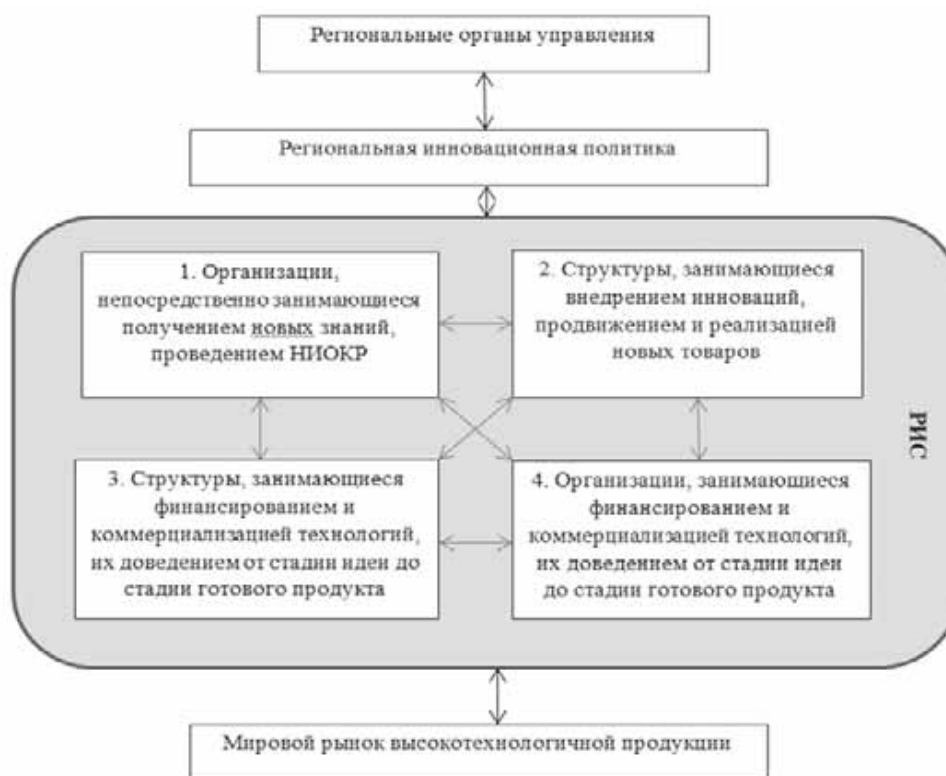 Региональные органы управления
Региональная инновационная политика
1. Организации,
непосредственно занимающиеся
получением новых знаний,
проведением НИОКР
2. Структуры, занимающиеся
внедрением инноваций,
продвижением и реализацией
новых товаров
3. Структуры, занимающиеся
финансированием и
коммерциализацией технологий,
их доведением от стадии идеи до
стадии готового продукта
4. Организации, занимающиеся
финансированием и
коммерциализацией технологий,
их доведением от стадии идеи
до стадии готового продукта
РИС
Мировой рынок высокотехнологичной продукции